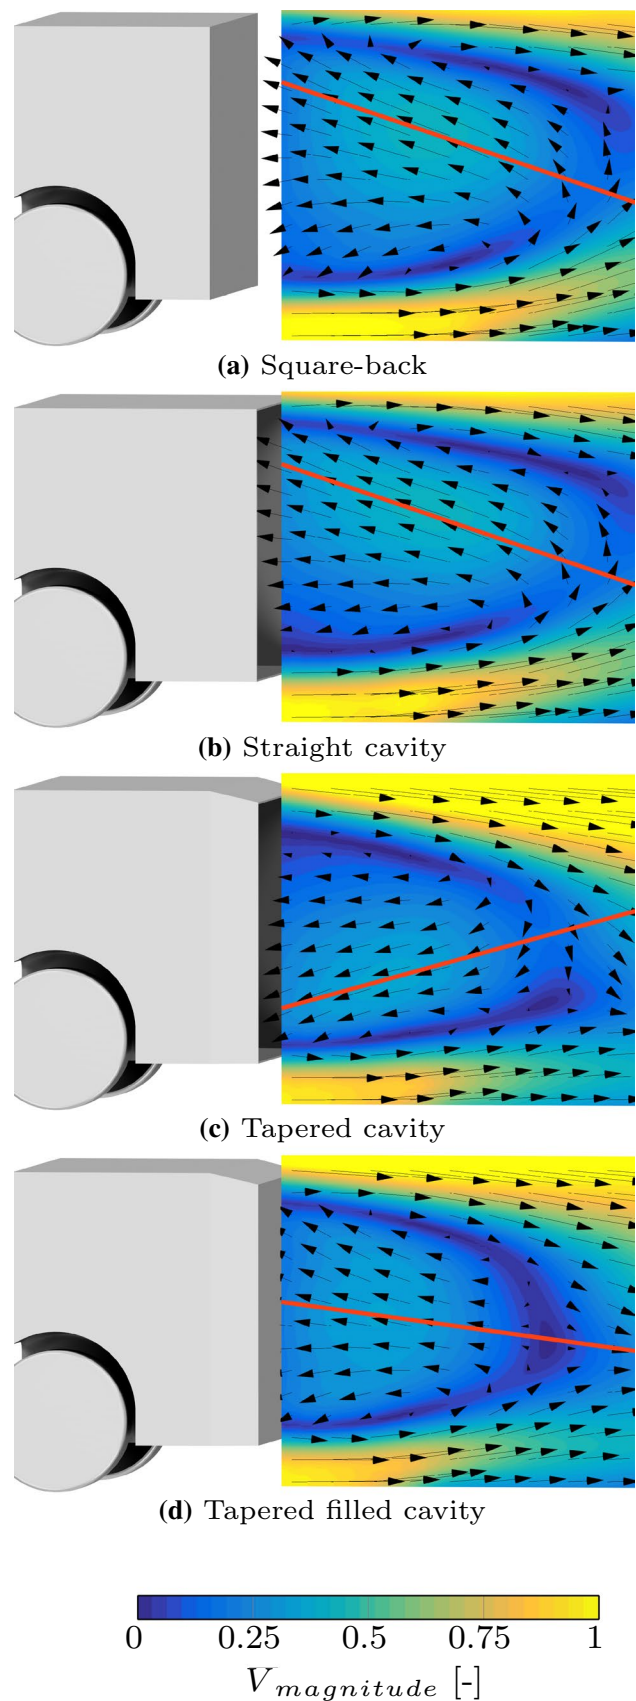 (a) Square-back
(b) Straight cavity
(c) Tapered cavity
(d) Tapered filled cavity
0 0.25 0.5 0.75 1
V_magnitude [-]